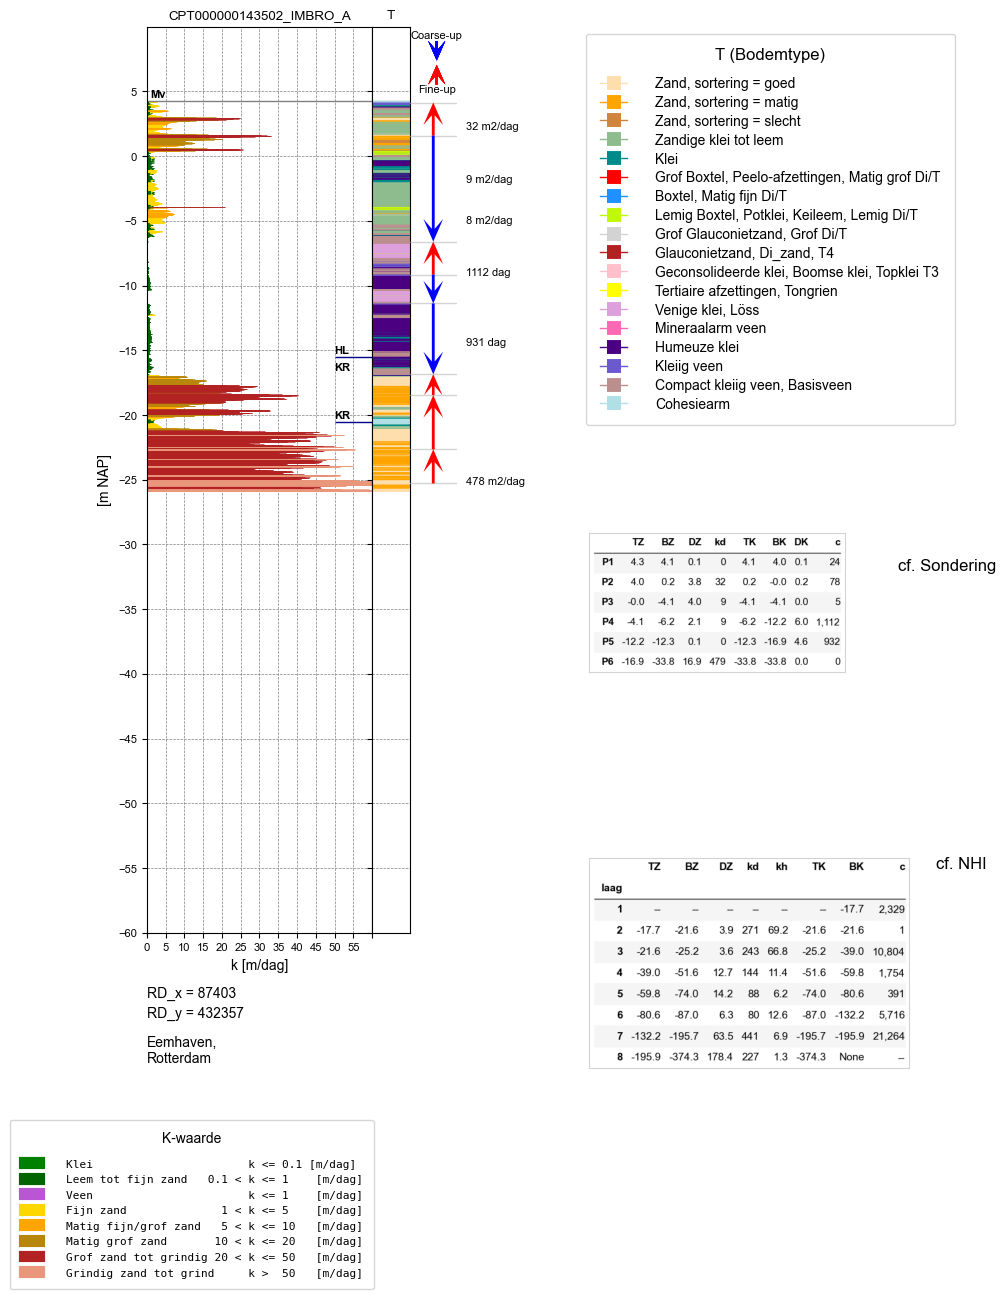 CPT000000143502_IMBRO_A
T
Coarse-up
Fine-up
Mv
32 m2/dag
9 m2/dag
8 m2/dag
1112 dag
931 dag
478 m2/dag
HL
KR
KR
[m NAP]
5
0
−5
−10
−15
−20
−25
−30
−35
−40
−45
−50
−55
−60
0 5 10 15 20 25 30 35 40 45 50 55
k [m/dag]
RD_x = 87403
RD_y = 432357
Eemhaven,
Rotterdam
T (Bodemtype)
Zand, sortering = goed
Zand, sortering = matig
Zand, sortering = slecht
Zandige klei tot leem
Klei
Grof Boxtel, Peelo-afzettingen, Matig grof Di/T
Boxtel, Matig fijn Di/T
Lemig Boxtel, Potklei, Keileem, Lemig Di/T
Grof Glauconietzand, Grof Di/T
Glauconietzand, Di_zand, T4
Geconsolideerde klei, Boomse klei, Topklei T3
Tertiaire afzettingen, Tongrien
Venige klei, Löss
Mineraalarm veen
Humeuze klei
Kleiig veen
Compact kleiig veen, Basisveen
Cohesiearm
cf. Sondering
TZ BZ DZ kd TK BK DK c
P1 4.3 4.1 0.1 0 4.1 4.0 0.1 24
P2 4.0 0.2 3.8 32 0.2 -0.0 0.2 78
P3 -0.0 -4.1 4.0 9 -4.1 -4.1 0.0 5
P4 -4.1 -6.2 2.1 9 -6.2 -12.2 6.0 1,112
P5 -12.2 -12.3 0.1 0 -12.3 -16.9 4.6 932
P6 -16.9 -33.8 16.9 479 -33.8 -33.8 0.0 0
cf. NHI
TZ BZ DZ kd kh TK BK c
laag
1 -- -- -- -- -- -- -17.7 2,329
2 -17.7 -21.6 3.9 271 69.2 -21.6 -21.6 1
3 -21.6 -25.2 3.6 243 66.8 -25.2 -39.0 10,804
4 -39.0 -51.6 12.7 144 11.4 -51.6 -59.8 1,754
5 -59.8 -74.0 14.2 88 6.2 -74.0 -80.6 391
6 -80.6 -87.0 6.3 80 12.6 -87.0 -132.2 5,716
7 -132.2 -195.7 63.5 441 6.9 -195.7 -195.9 21,264
8 -195.9 -374.3 178.4 227 1.3 -374.3 None --
K-waarde
Klei k <= 0.1 [m/dag]
Leem tot fijn zand 0.1 < k <= 1 [m/dag]
Veen k <= 1 [m/dag]
Fijn zand 1 < k <= 5 [m/dag]
Matig fijn/grof zand 5 < k <= 10 [m/dag]
Matig grof zand 10 < k <= 20 [m/dag]
Grof zand tot grindig 20 < k <= 50 [m/dag]
Grindig zand tot grind k > 50 [m/dag]